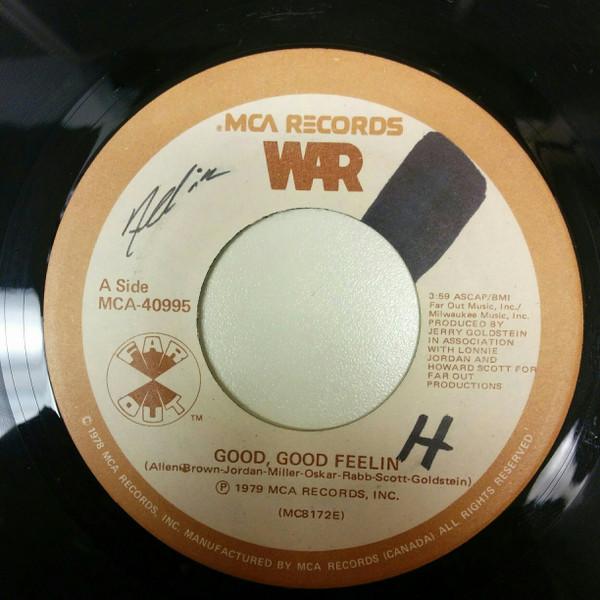 MCA RECORDS
WAR
A Side
MCA-40995
3:59 ASCAP/BMI
Far Out Music, Inc./
Milwaukee Music, Inc.
PRODUCED BY
JERRY GOLDSTEIN
IN ASSOCIATION
WITH LONNIE
JORDAN AND
HOWARD SCOTT FOR
FAR OUT
PRODUCTIONS
FAR
OUT
TM
H
GOOD, GOOD FEELIN'
(Allen-Brown-Jordan-Miller-Oskar-Rabb-Scott-Goldstein)
Ⓟ 1979 MCA RECORDS, INC.
(MC8172E)
© 1978 MCA RECORDS, INC. MANUFACTURED BY MCA RECORDS (CANADA) ALL RIGHTS RESERVED